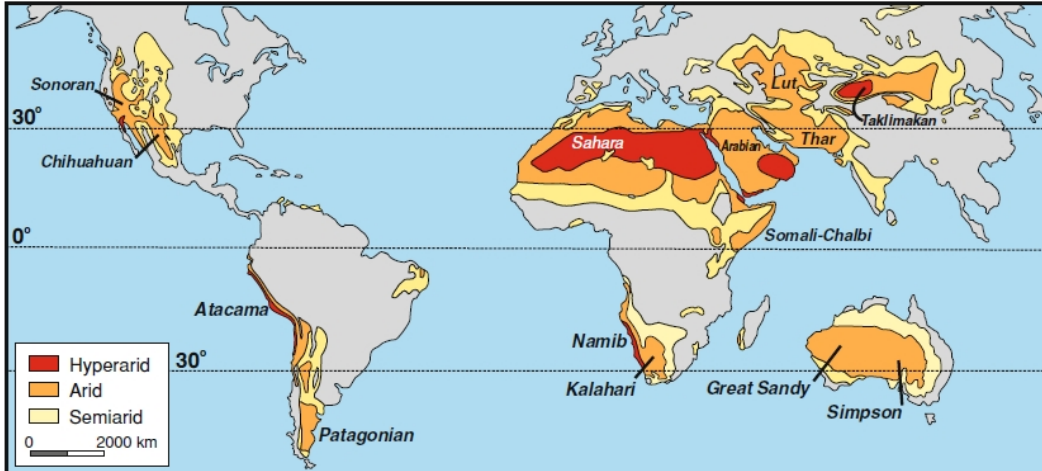 Sonoran
30°
Chihuahuan
Sahara
Arabian
Lut
Thar
Taklimakan
0°
Somali-Chalbi
Atacama
Namib
Kalahari
Great Sandy
Simpson
30°
Patagonian
Hyperarid
Arid
Semiarid
0 2000 km